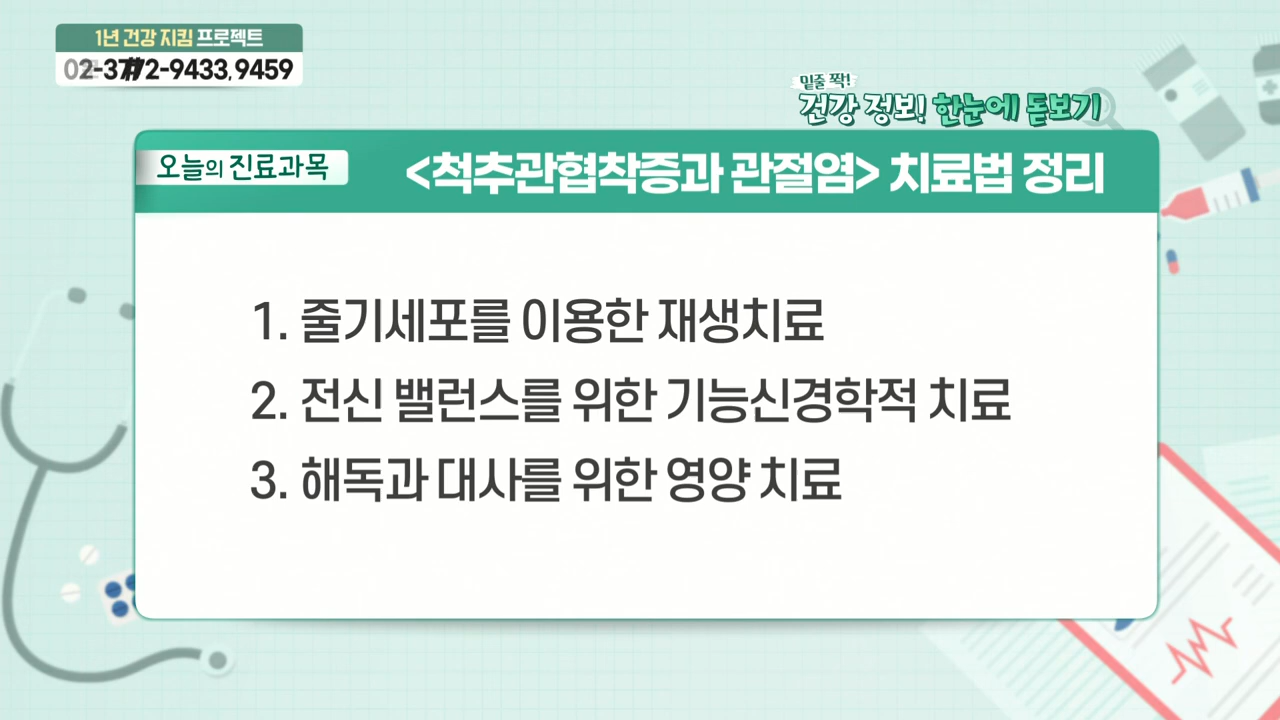 1년 건강 지킴 프로젝트
9433, 9459
밑줄 쫙!
건강 정보! 한눈에 돋보기
오늘의 진료과목
<척추관협착증과 관절염> 치료법 정리
1. 줄기세포를 이용한 재생치료
2. 전신 밸런스를 위한 기능신경학적 치료
3. 해독과 대사를 위한 영양 치료